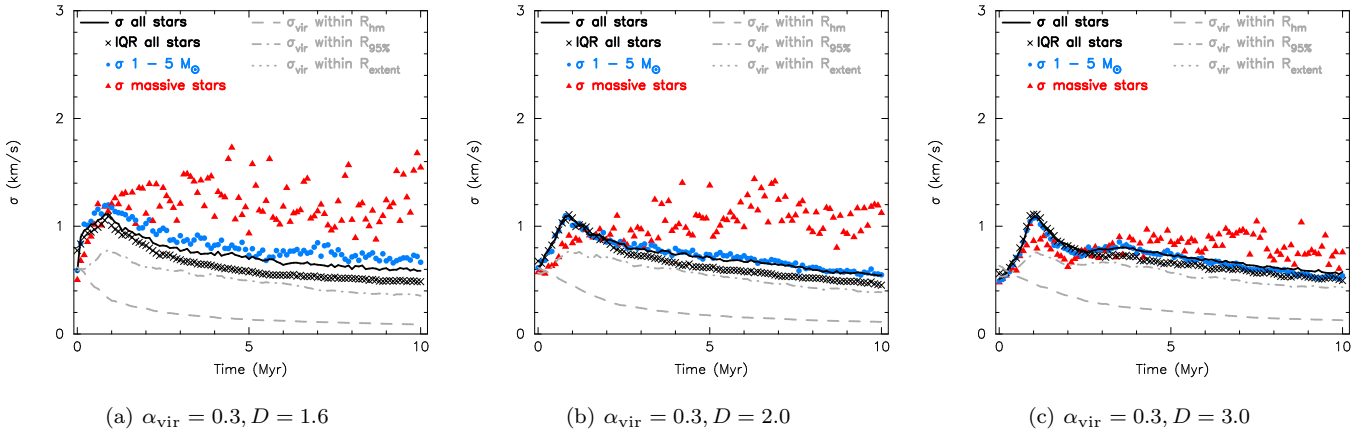 σ all stars
IQR all stars
σ 1 – 5 M⊙
σ massive stars
σvir within Rhm
σvir within R95%
σvir within Rextent
σ (km/s)
3
2
1
0
0
5
10
Time (Myr)
(a) αvir = 0.3, D = 1.6
σ all stars
IQR all stars
σ 1 – 5 M⊙
σ massive stars
σvir within Rhm
σvir within R95%
σvir within Rextent
σ (km/s)
3
2
1
0
0
5
10
Time (Myr)
(b) αvir = 0.3, D = 2.0
σ all stars
IQR all stars
σ 1 – 5 M⊙
σ massive stars
σvir within Rhm
σvir within R95%
σvir within Rextent
σ (km/s)
3
2
1
0
0
5
10
Time (Myr)
(c) αvir = 0.3, D = 3.0